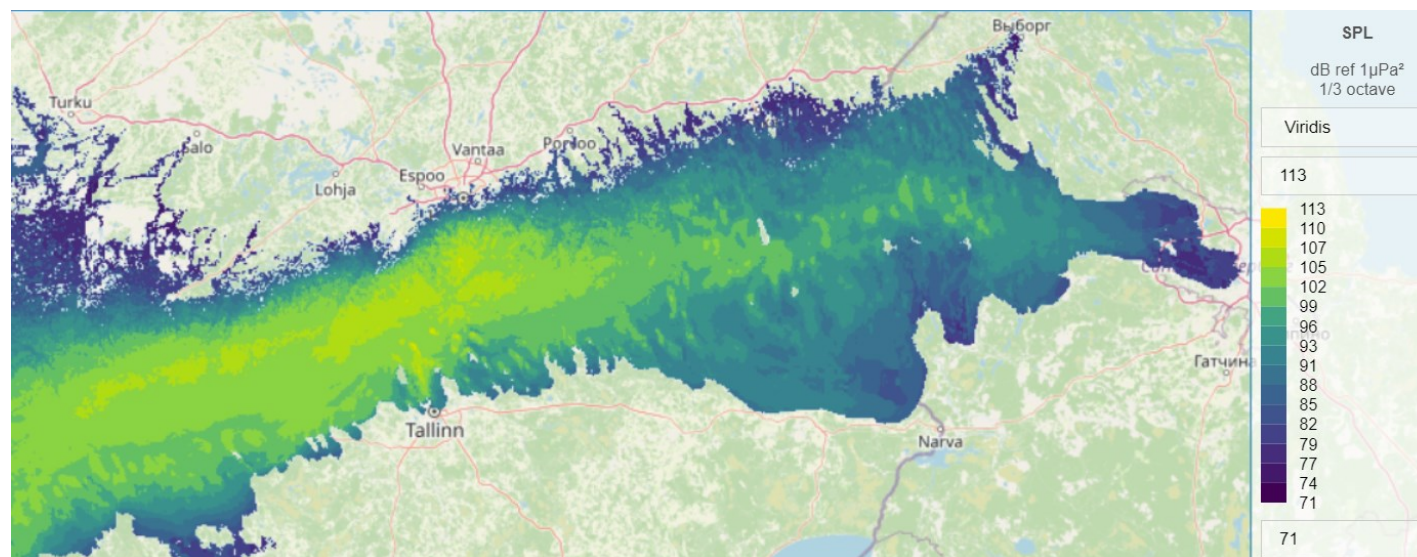 Выборг
SPL
dB ref 1µPa²
1/3 octave
Turku
Salo
Vantaa
Porvoo
Espoo
Lohja
Viridis
113
113
110
107
105
102
99
96
93
91
88
85
82
79
77
74
71
Гатчина
Tallinn
Narva
71